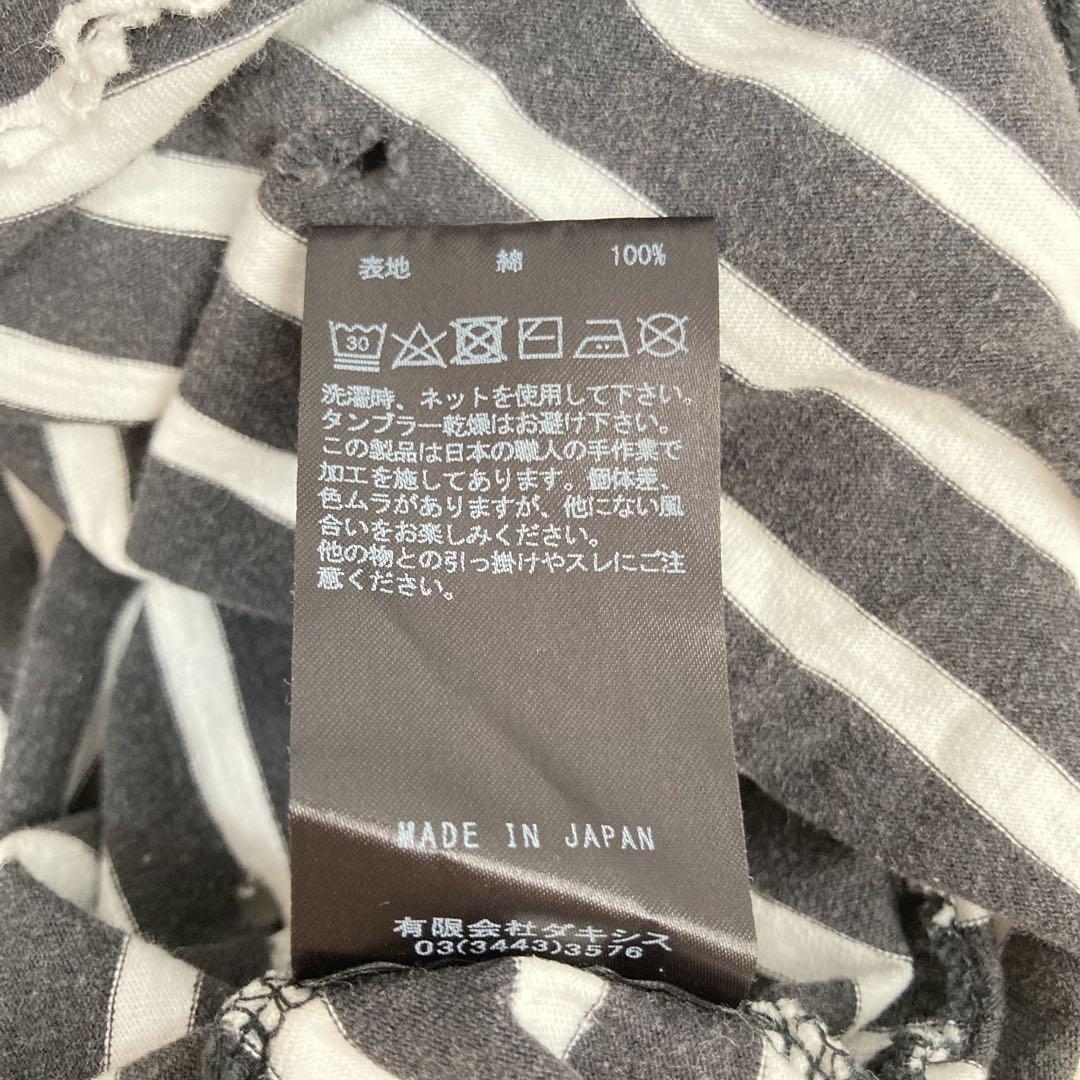 表地 綿 100%
30
洗濯時、ネットを使用して下さい。
タンブラー乾燥はお避け下さい。
この製品は日本の職人の手作業で
加工を施してあります。個体差、
色ムラがありますが、他にない風
合いをお楽しみください。
他の物との引っ掛けやスレにご注
意ください。
MADE IN JAPAN
有限会社ダキシス
03(3443)3576